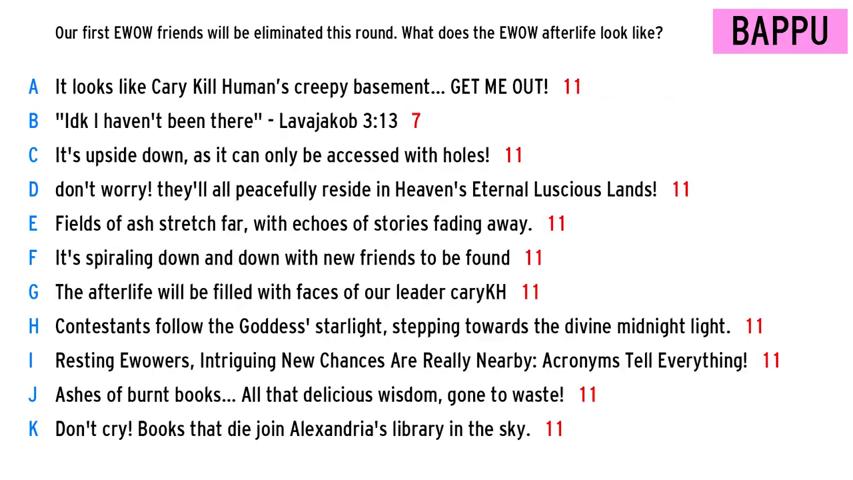 Our first EWOW friends will be eliminated this round. What does the EWOW afterlife look like?
BAPPU
A It looks like Cary Kill Human's creepy basement... GET ME OUT! 11
B "Idk I haven't been there" - Lavajakob 3:13 7
C It's upside down, as it can only be accessed with holes! 11
D don't worry! they'll all peacefully reside in Heaven's Eternal Luscious Lands! 11
E Fields of ash stretch far, with echoes of stories fading away. 11
F It's spiraling down and down with new friends to be found 11
G The afterlife will be filled with faces of our leader caryKH 11
H Contestants follow the Goddess' starlight, stepping towards the divine midnight light. 11
I Resting Ewowers, Intriguing New Chances Are Really Nearby: Acronyms Tell Everything! 11
J Ashes of burnt books... All that delicious wisdom, gone to waste! 11
K Don't cry! Books that die join Alexandria's library in the sky. 11